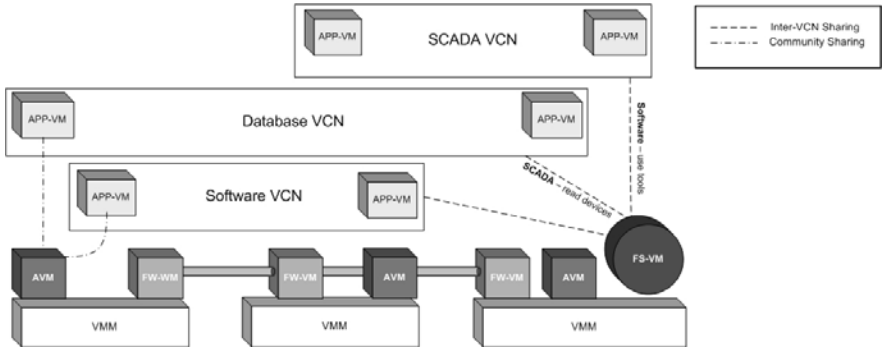 APP-VM
SCADA VCN
APP-VM
Inter-VCN Sharing
Community Sharing
APP-VM
Database VCN
APP-VM
Software – use tools
SCADA – read devices
APP-VM
Software VCN
APP-VM
AVM
FW-WM
FW-VM
AVM
FW-VM
AVM
FS-VM
VMM
VMM
VMM